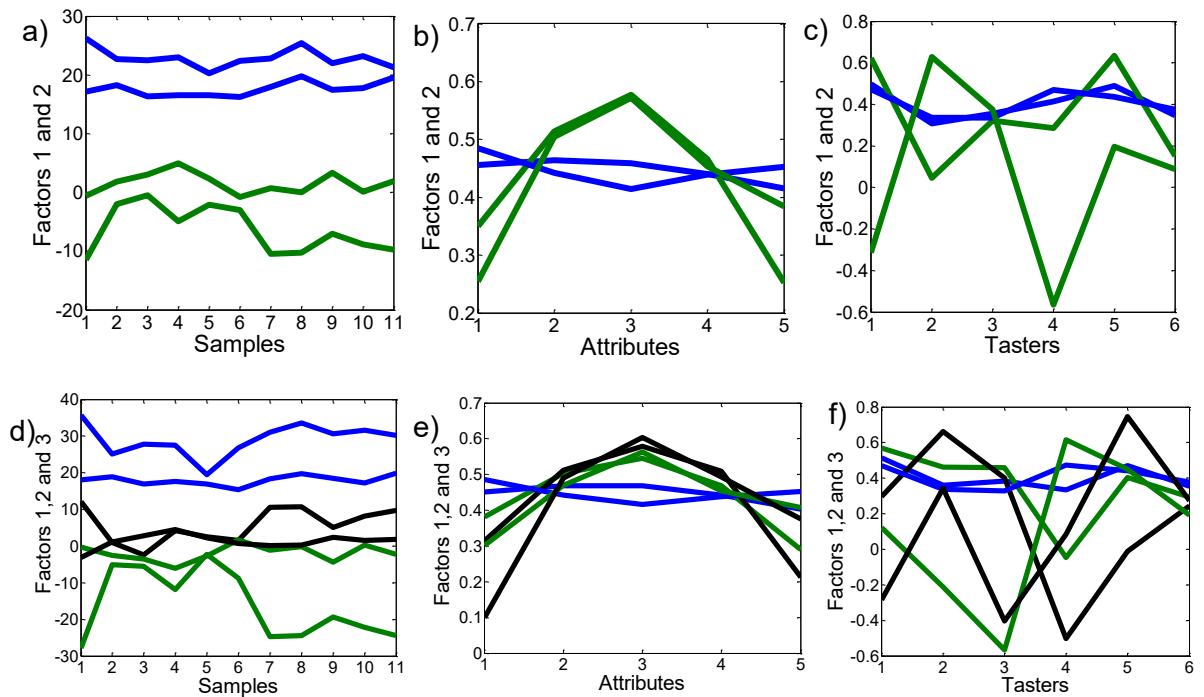 a)
Factors 1 and 2
30
20
10
0
-10
-20
1 2 3 4 5 6 7 8 9 10 11
Samples
b)
Factors 1 and 2
0.7
0.6
0.5
0.4
0.3
0.2
1 2 3 4 5
Attributes
c)
Factors 1 and 2
0.8
0.6
0.4
0.2
0
-0.2
-0.4
-0.6
1 2 3 4 5 6
Tasters
d)
Factors 1,2 and 3
40
30
20
10
0
-10
-20
-30
1 2 3 4 5 6 7 8 9 10 11
Samples
e)
Factors 1,2 and 3
0.7
0.6
0.5
0.4
0.3
0.2
0.1
0
1 2 3 4 5
Attributes
f)
Factors 1,2 and 3
0.8
0.6
0.4
0.2
0
-0.2
-0.4
-0.6
1 2 3 4 5 6
Tasters